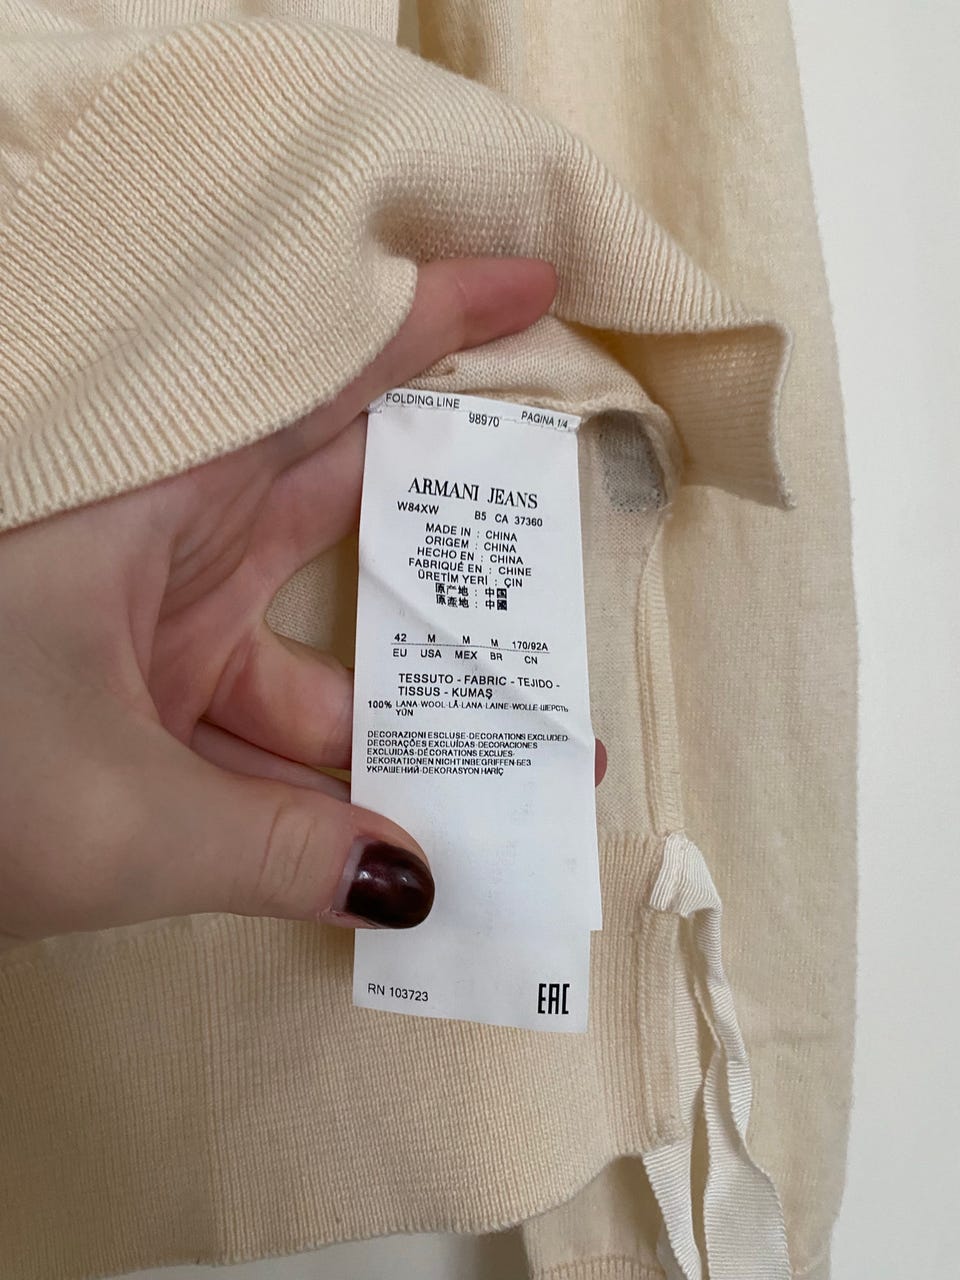 FOLDING LINE
98970
PAGINA 1/4
ARMANI JEANS
W84XW B5 CA 37360
MADE IN : CHINA
ORIGEM : CHINA
HECHO EN : CHINA
FABRIQUÉ EN : CHINE
ÜRETİM YERİ : ÇIN
原产地 : 中国
原產地 : 中國
42 M M M 170/92A
EU USA MEX BR CN
TESSUTO - FABRIC - TEJIDO -
TISSUS - KUMAŞ
100% LANA-WOOL-LÃ-LANA-LAINE-WOLLE-ШЕРСТЬ
YÜN
DECORAZIONI ESCLUSE-DECORATIONS EXCLUDED-
DECORAÇÕES EXCLUÍDAS-DECORACIONES
EXCLUIDAS-DÉCORATIONS EXCLUES-
DEKORATIONEN NICHT INBEGRIFFEN-БЕЗ
УКРАШЕНИЙ-DEKORASYON HARİÇ
RN 103723
EAC